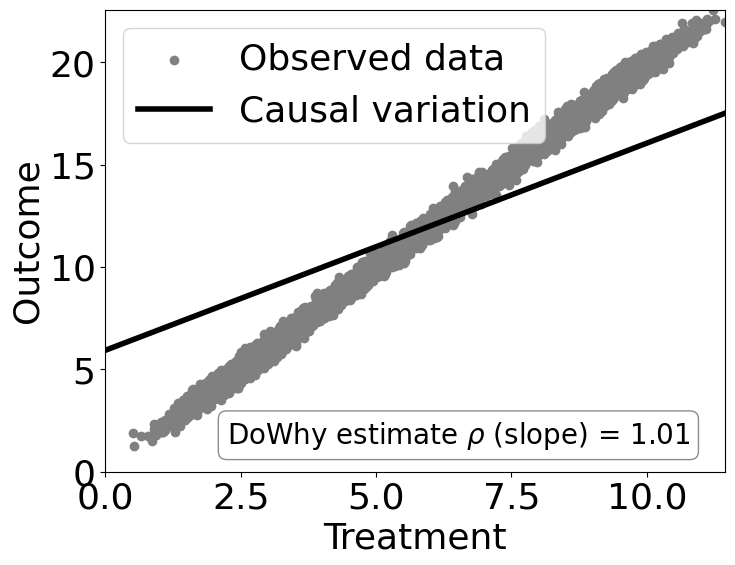 Observed data
Causal variation
Outcome
20
15
10
5
0
DoWhy estimate ρ (slope) = 1.01
0.0 2.5 5.0 7.5 10.0
Treatment